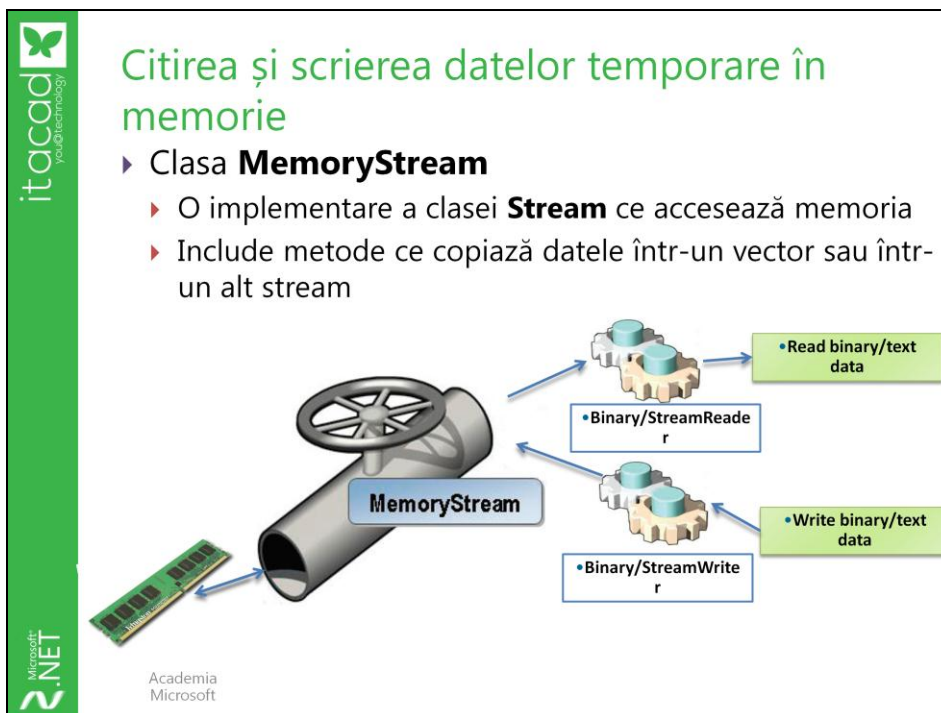 Citirea și scrierea datelor temporare în
memorie
Clasa MemoryStream
O implementare a clasei Stream ce accesează memoria
Include metode ce copiază datele într-un vector sau într-
un alt stream
•Read binary/text
data
•Binary/StreamReade
r
MemoryStream
•Write binary/text
data
•Binary/StreamWrite
r
Academia
Microsoft
itacad
you@technology
Microsoft®
.NET